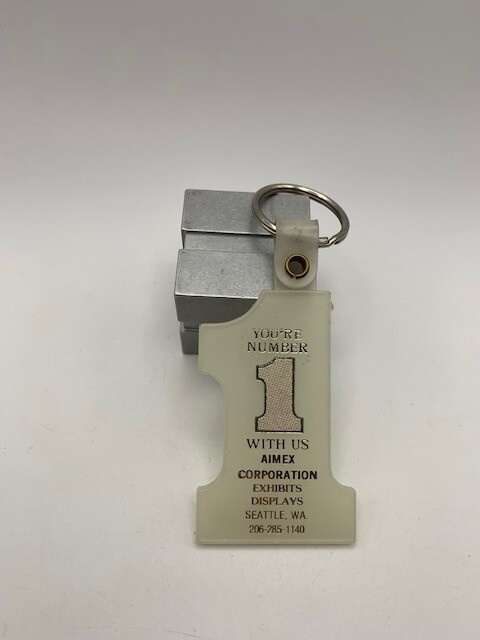 YOU'RE
NUMBER
1
WITH US
AIMEX
CORPORATION
EXHIBITS
DISPLAYS
SEATTLE, WA.
206-285-1140